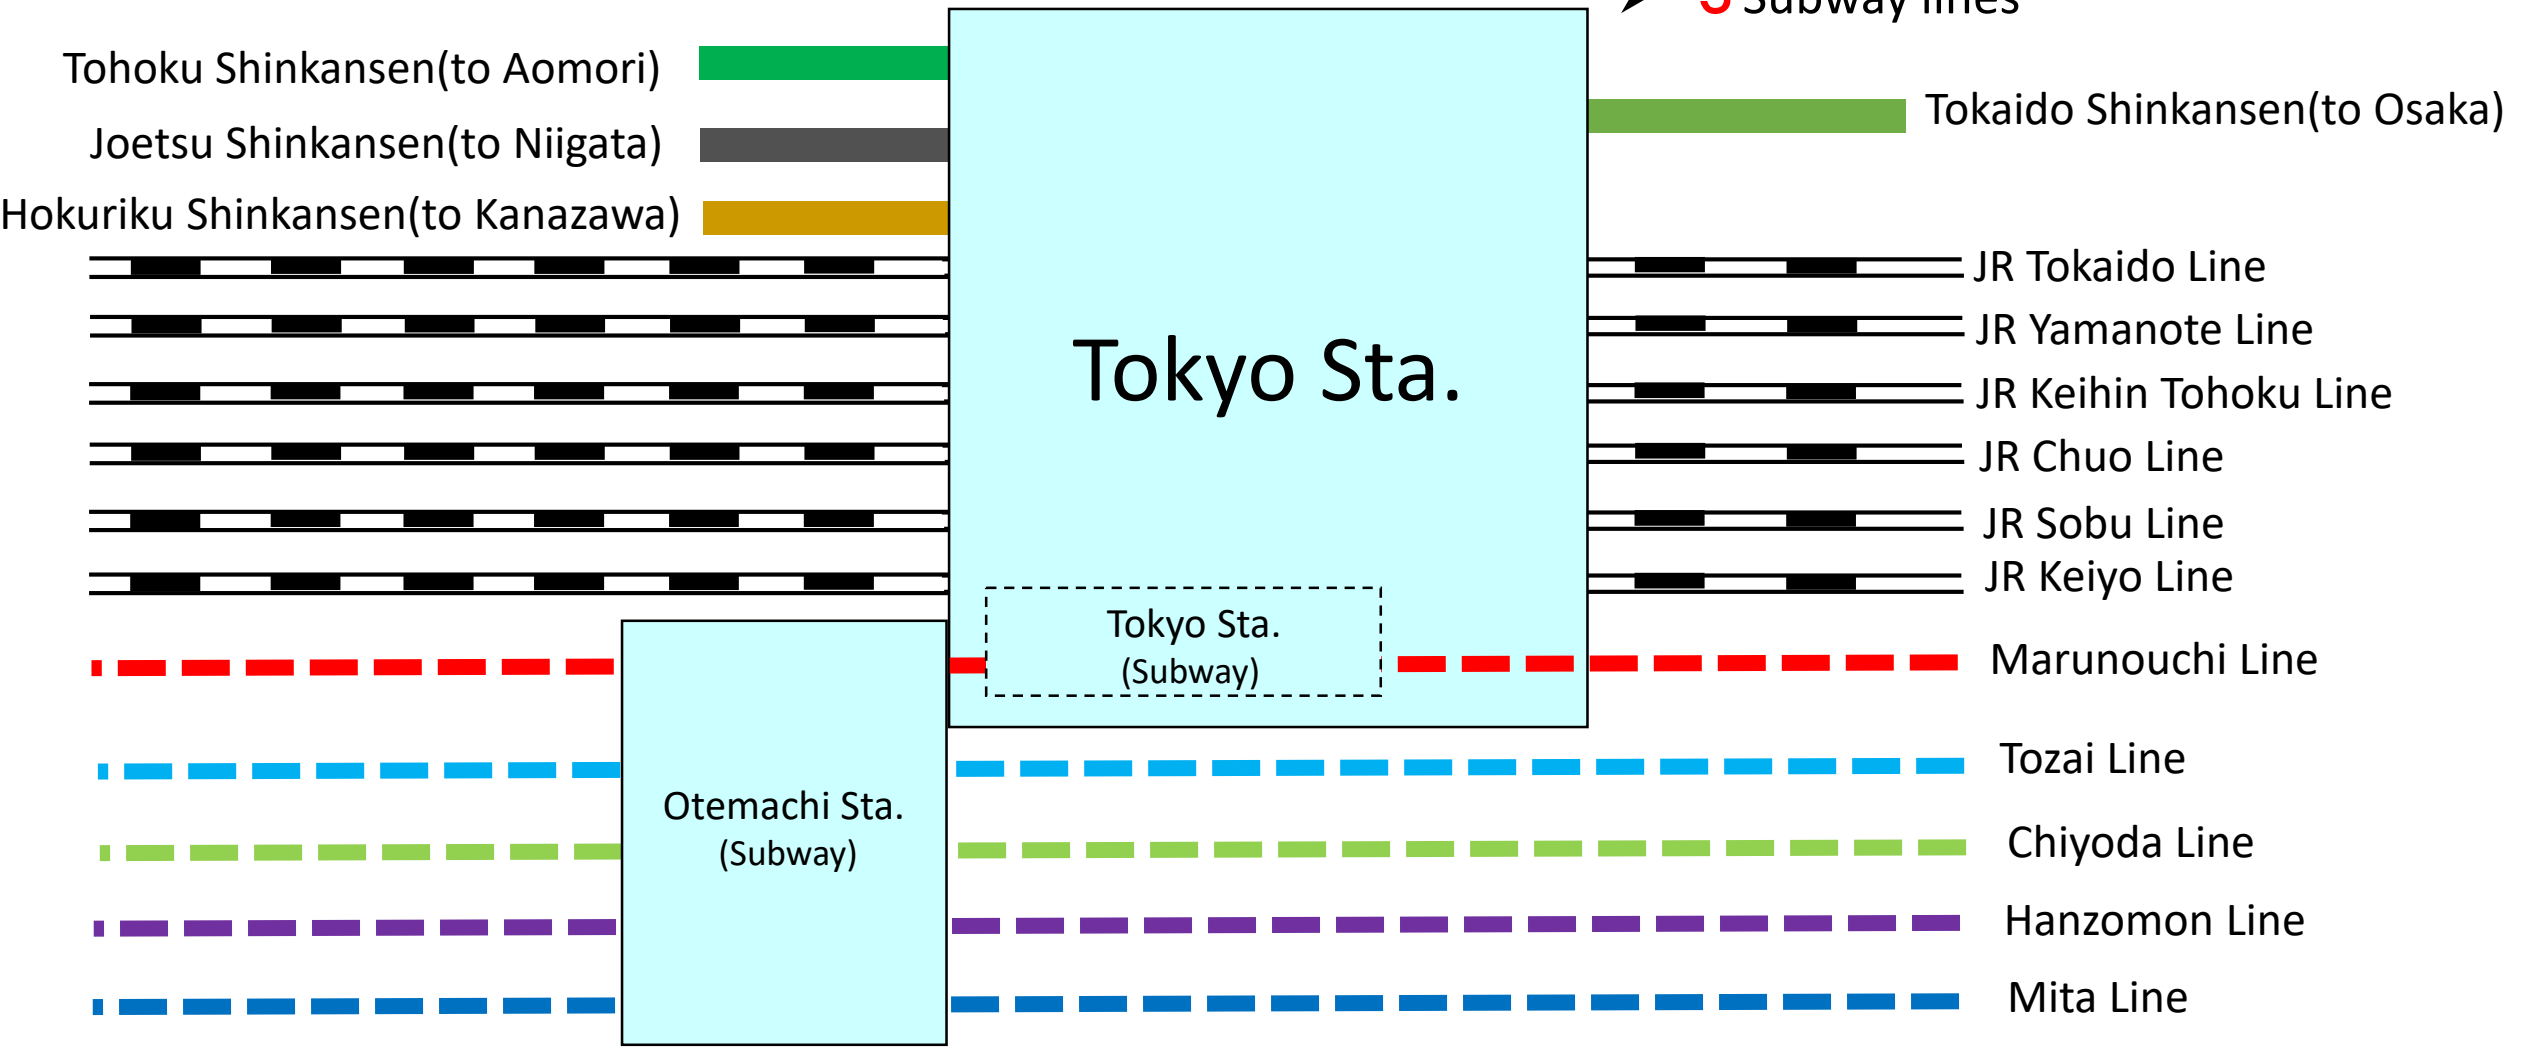 Subway lines
Tohoku Shinkansen(to Aomori)
Joetsu Shinkansen(to Niigata)
Hokuriku Shinkansen(to Kanazawa)
Tokaido Shinkansen(to Osaka)
Tokyo Sta.
JR Tokaido Line
JR Yamanote Line
JR Keihin Tohoku Line
JR Chuo Line
JR Sobu Line
JR Keiyo Line
Tokyo Sta.
(Subway)
Marunouchi Line
Otemachi Sta.
(Subway)
Tozai Line
Chiyoda Line
Hanzomon Line
Mita Line